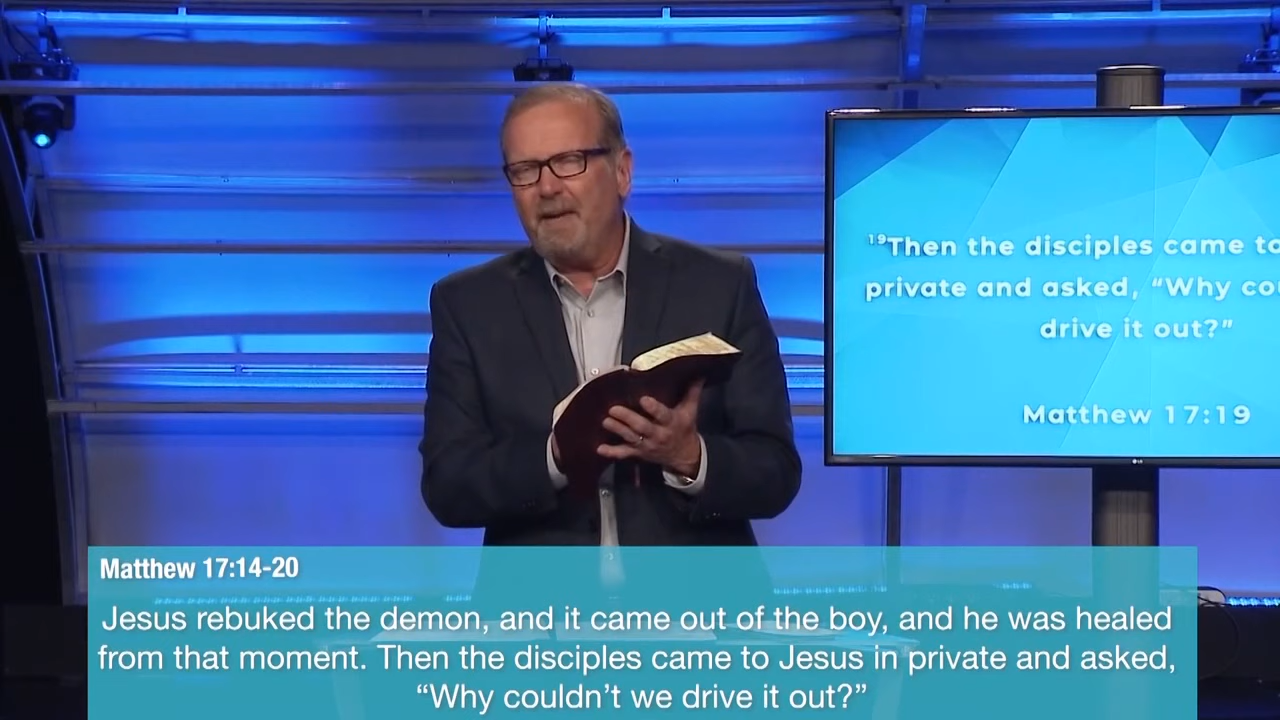 ¹⁹Then the disciples came to
private and asked, “Why cou
drive it out?”
Matthew 17:19
LG
Matthew 17:14-20
Jesus rebuked the demon, and it came out of the boy, and he was healed
from that moment. Then the disciples came to Jesus in private and asked,
“Why couldn’t we drive it out?”